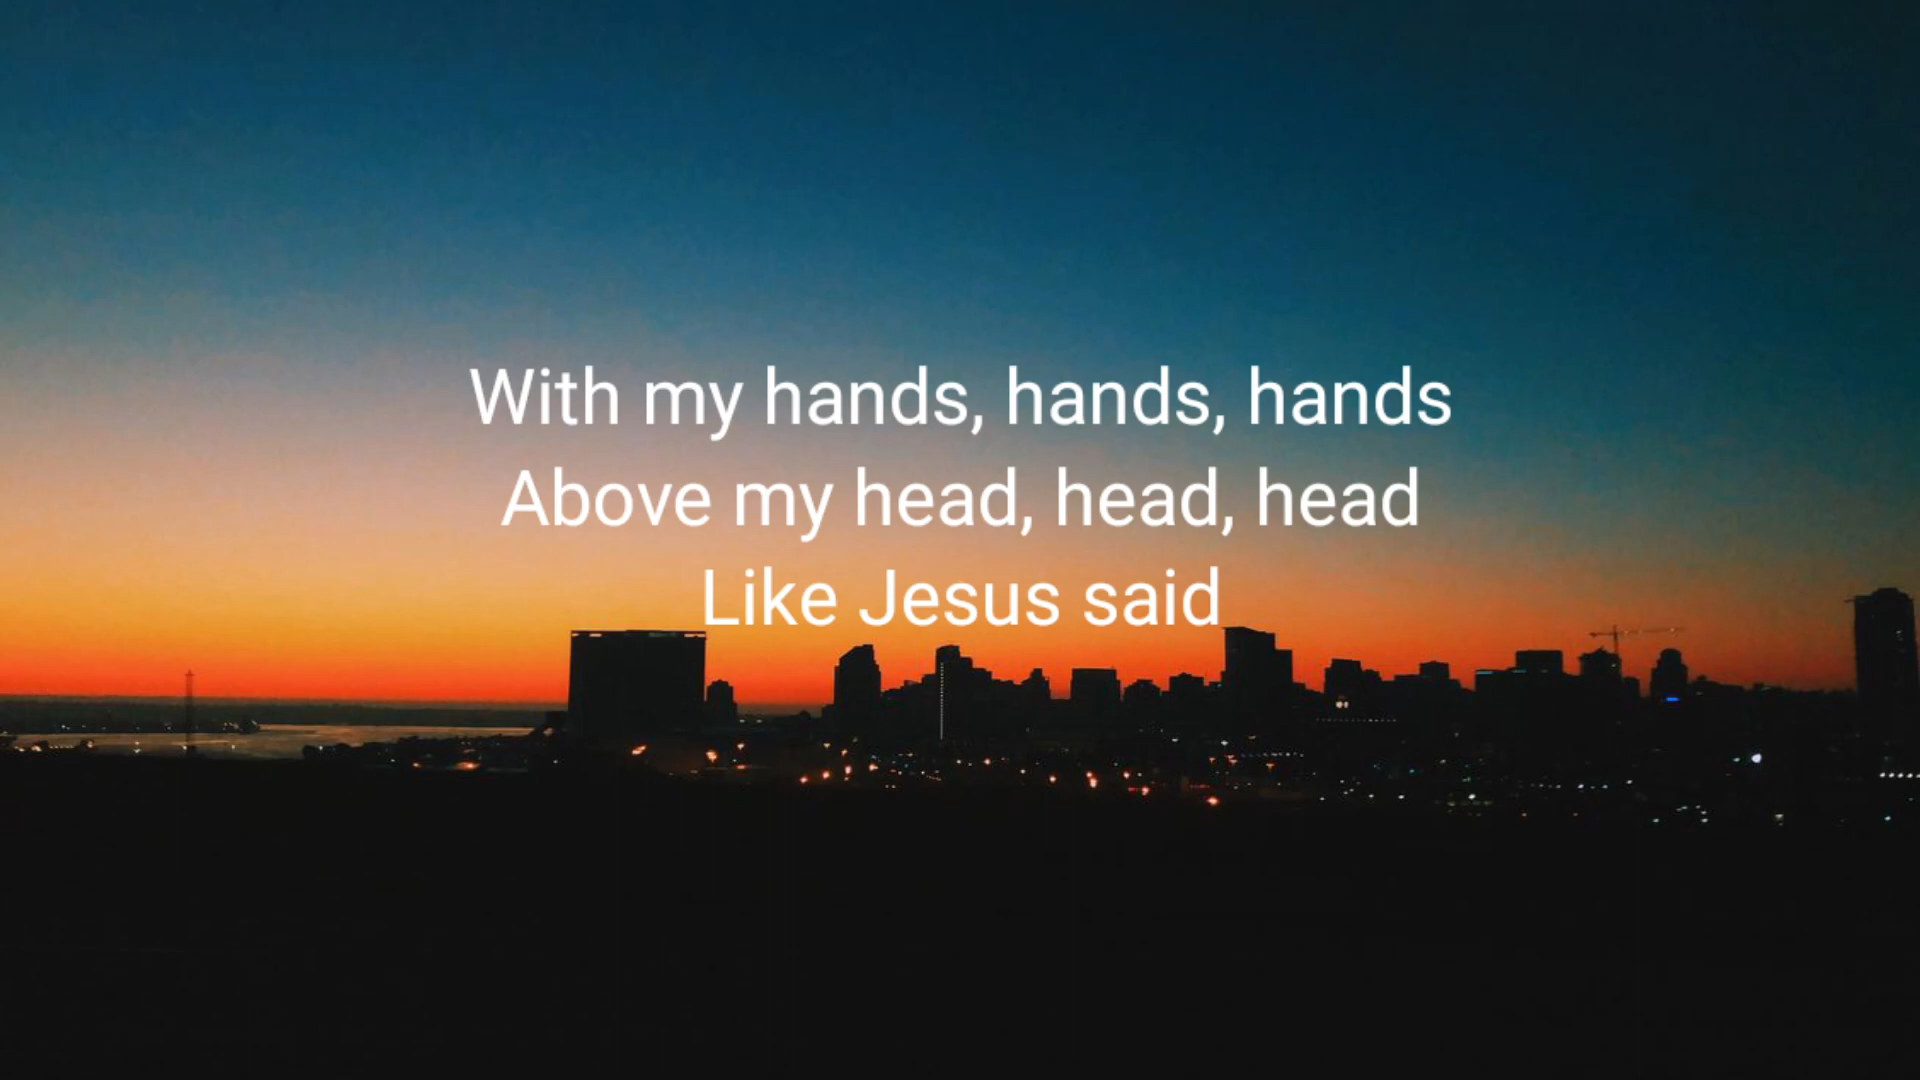 With my hands, hands, hands
Above my head, head, head
Like Jesus said